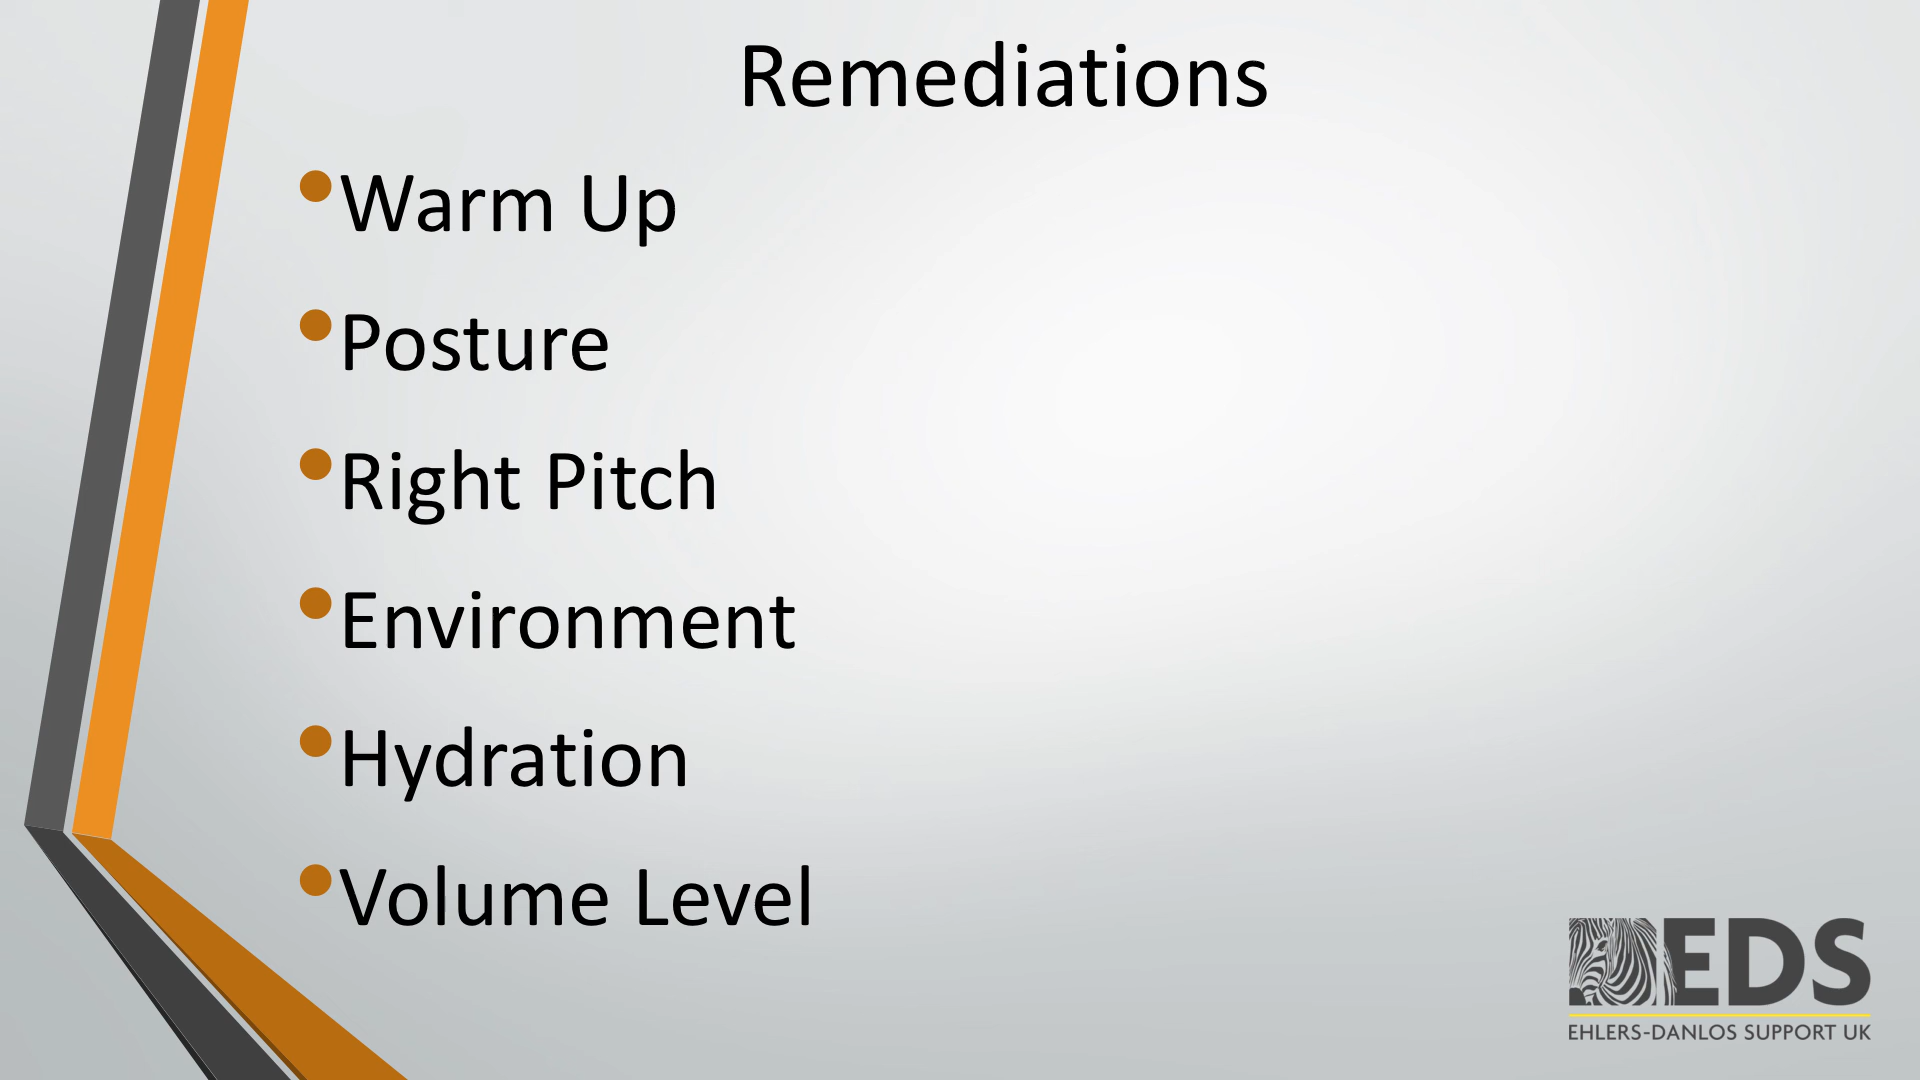 Remediations
•Warm Up
•Posture
•Right Pitch
•Environment
•Hydration
•Volume Level
EDS
EHLERS-DANLOS SUPPORT UK